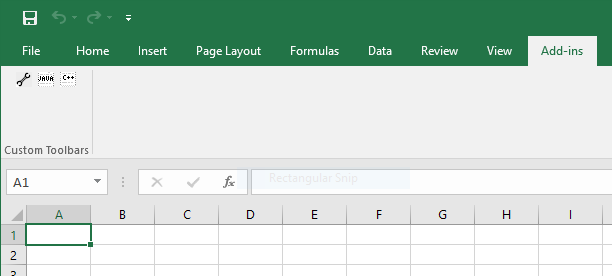 File Home Insert Page Layout Formulas Data Review View Add-ins
JAVA C++
Custom Toolbars
A1 fx Rectangular Snip
A B C D E F G H I
1
2
3